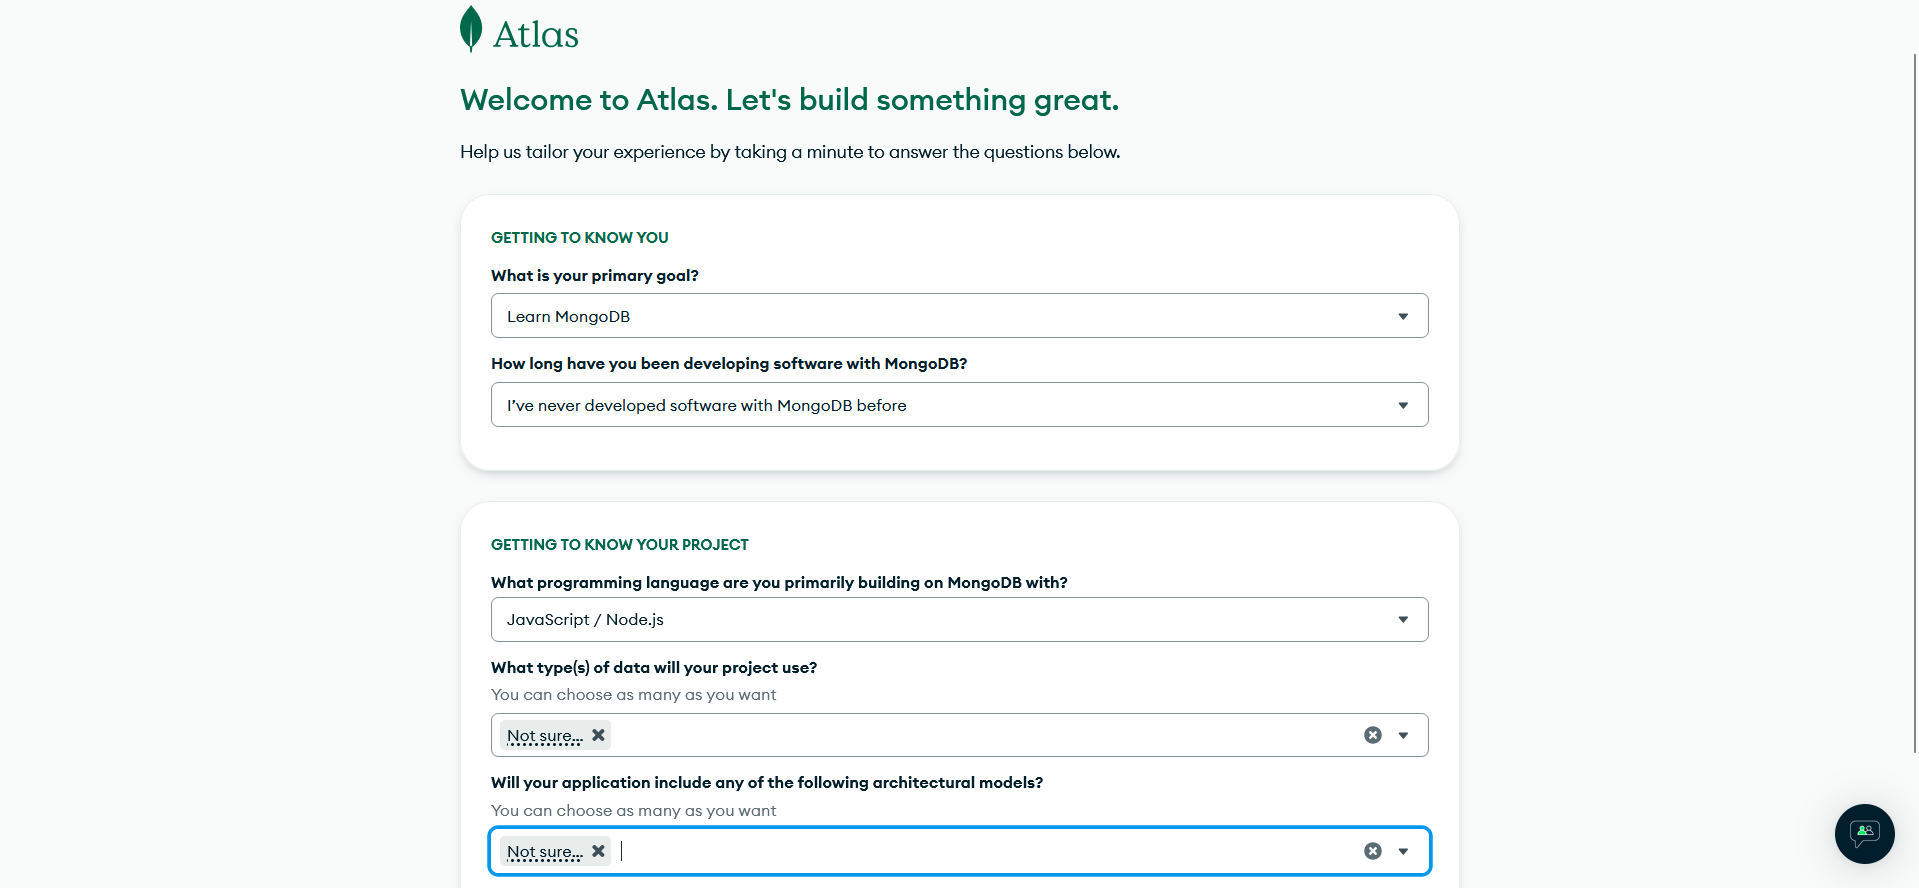 Atlas
Welcome to Atlas. Let's build something great.
Help us tailor your experience by taking a minute to answer the questions below.
GETTING TO KNOW YOU
What is your primary goal?
Learn MongoDB
How long have you been developing software with MongoDB?
I’ve never developed software with MongoDB before
GETTING TO KNOW YOUR PROJECT
What programming language are you primarily building on MongoDB with?
JavaScript / Node.js
What type(s) of data will your project use?
You can choose as many as you want
Not sure...
Will your application include any of the following architectural models?
You can choose as many as you want
Not sure...